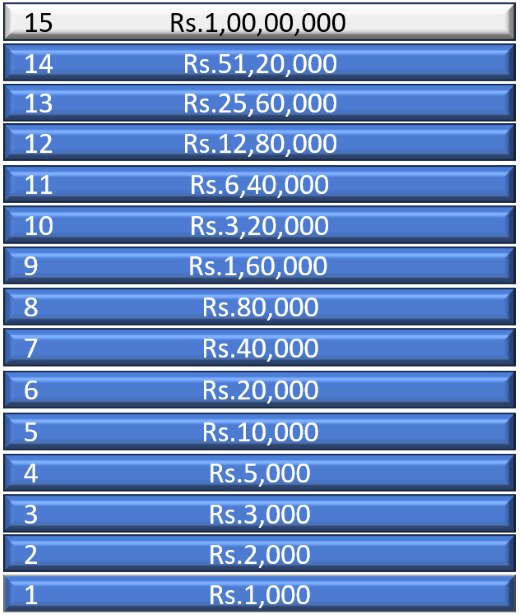 15 Rs.1,00,00,000
14 Rs.51,20,000
13 Rs.25,60,000
12 Rs.12,80,000
11 Rs.6,40,000
10 Rs.3,20,000
9 Rs.1,60,000
8 Rs.80,000
7 Rs.40,000
6 Rs.20,000
5 Rs.10,000
4 Rs.5,000
3 Rs.3,000
2 Rs.2,000
1 Rs.1,000